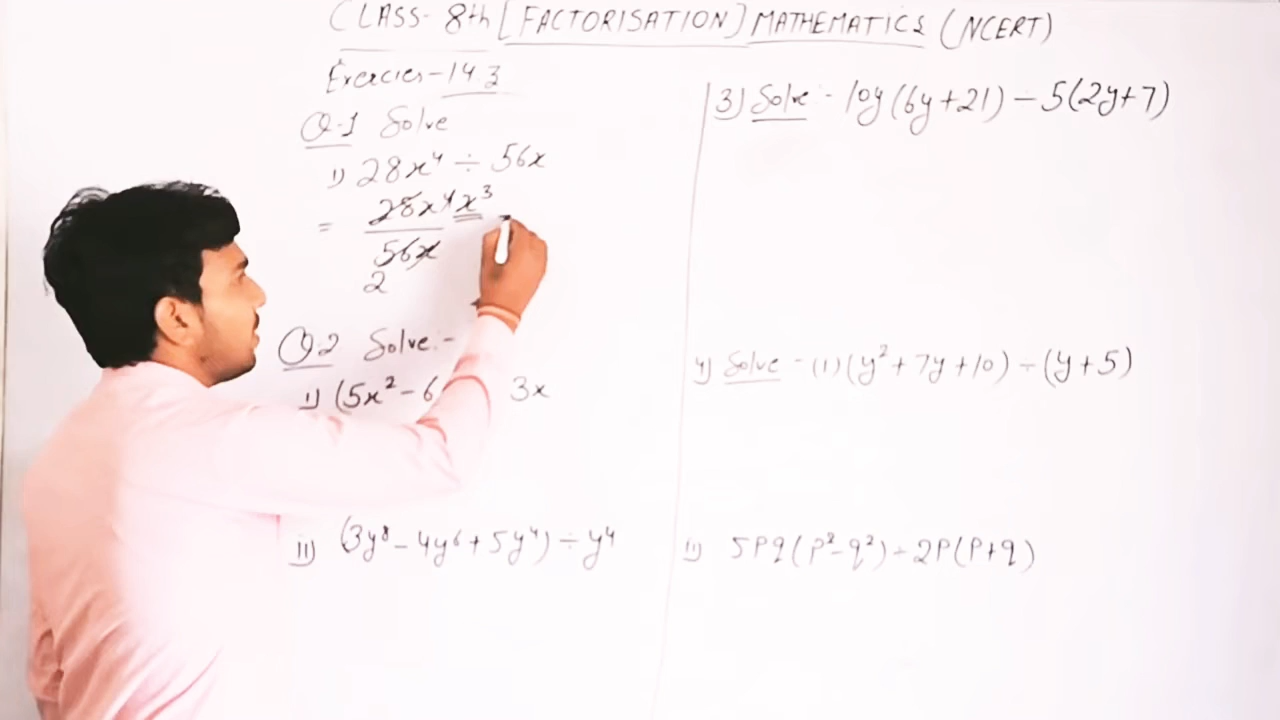 CLASS- 8th [FACTORISATION] MATHEMATICS (NCERT)
Exercies-14.3
Q-1 Solve
1) 28x⁴ ÷ 56x
= 28x⁴ x³
56x
2
Q-2 Solve:-
1) (5x² - 6 3x
11) (3y⁸ - 4y⁶ + 5y⁴) ÷ y⁴
3) Solve - 10y(6y+21) ÷ 5(2y+7)
4) Solve - (1) (y² + 7y + 10) ÷ (y + 5)
11) 5Pq(P² - q²) ÷ 2P(P+q)